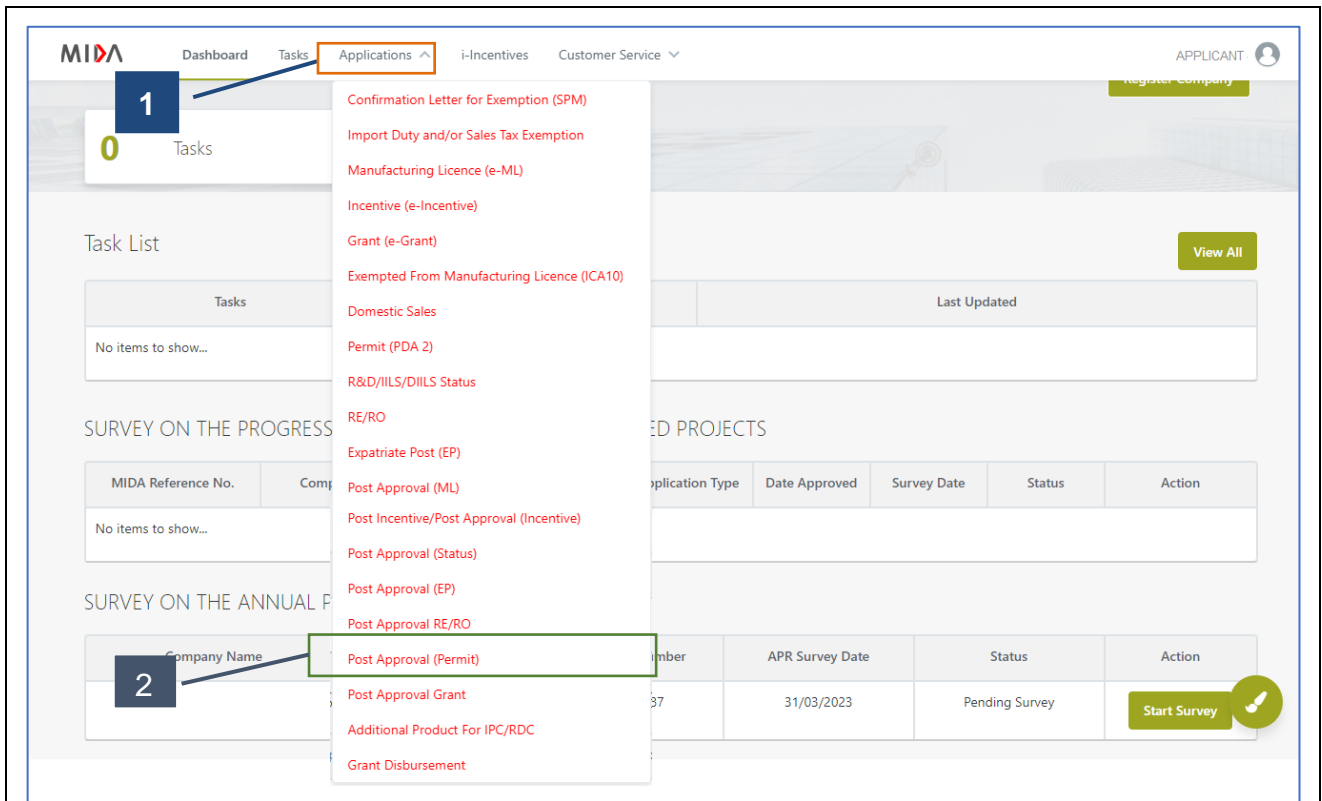 MIDA Dashboard Tasks Applications i-Incentives Customer Service APPLICANT
Register Company
1
0 Tasks
Confirmation Letter for Exemption (SPM)
Import Duty and/or Sales Tax Exemption
Manufacturing Licence (e-ML)
Incentive (e-Incentive)
Grant (e-Grant)
Exempted From Manufacturing Licence (ICA10)
Domestic Sales
Permit (PDA 2)
R&D/IILS/DIILS Status
RE/RO
Expatriate Post (EP)
Post Approval (ML)
Post Incentive/Post Approval (Incentive)
Post Approval (Status)
Post Approval (EP)
Post Approval RE/RO
Post Approval (Permit)
Post Approval Grant
Additional Product For IPC/RDC
Grant Disbursement
Task List
View All
Tasks Last Updated
No items to show...
SURVEY ON THE PROGRESS ED PROJECTS
MIDA Reference No. Comp plication Type Date Approved Survey Date Status Action
No items to show...
SURVEY ON THE ANNUAL P
Company Name mber APR Survey Date Status Action
2
37 31/03/2023 Pending Survey Start Survey